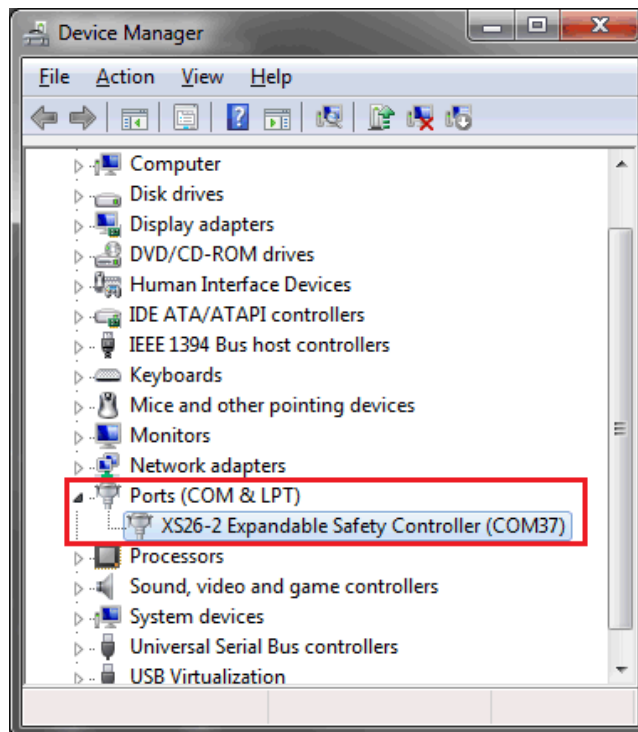 Device Manager
File Action View Help
Computer
Disk drives
Display adapters
DVD/CD-ROM drives
Human Interface Devices
IDE ATA/ATAPI controllers
IEEE 1394 Bus host controllers
Keyboards
Mice and other pointing devices
Monitors
Network adapters
Ports (COM & LPT)
XS26-2 Expandable Safety Controller (COM37)
Processors
Sound, video and game controllers
System devices
Universal Serial Bus controllers
USB Virtualization